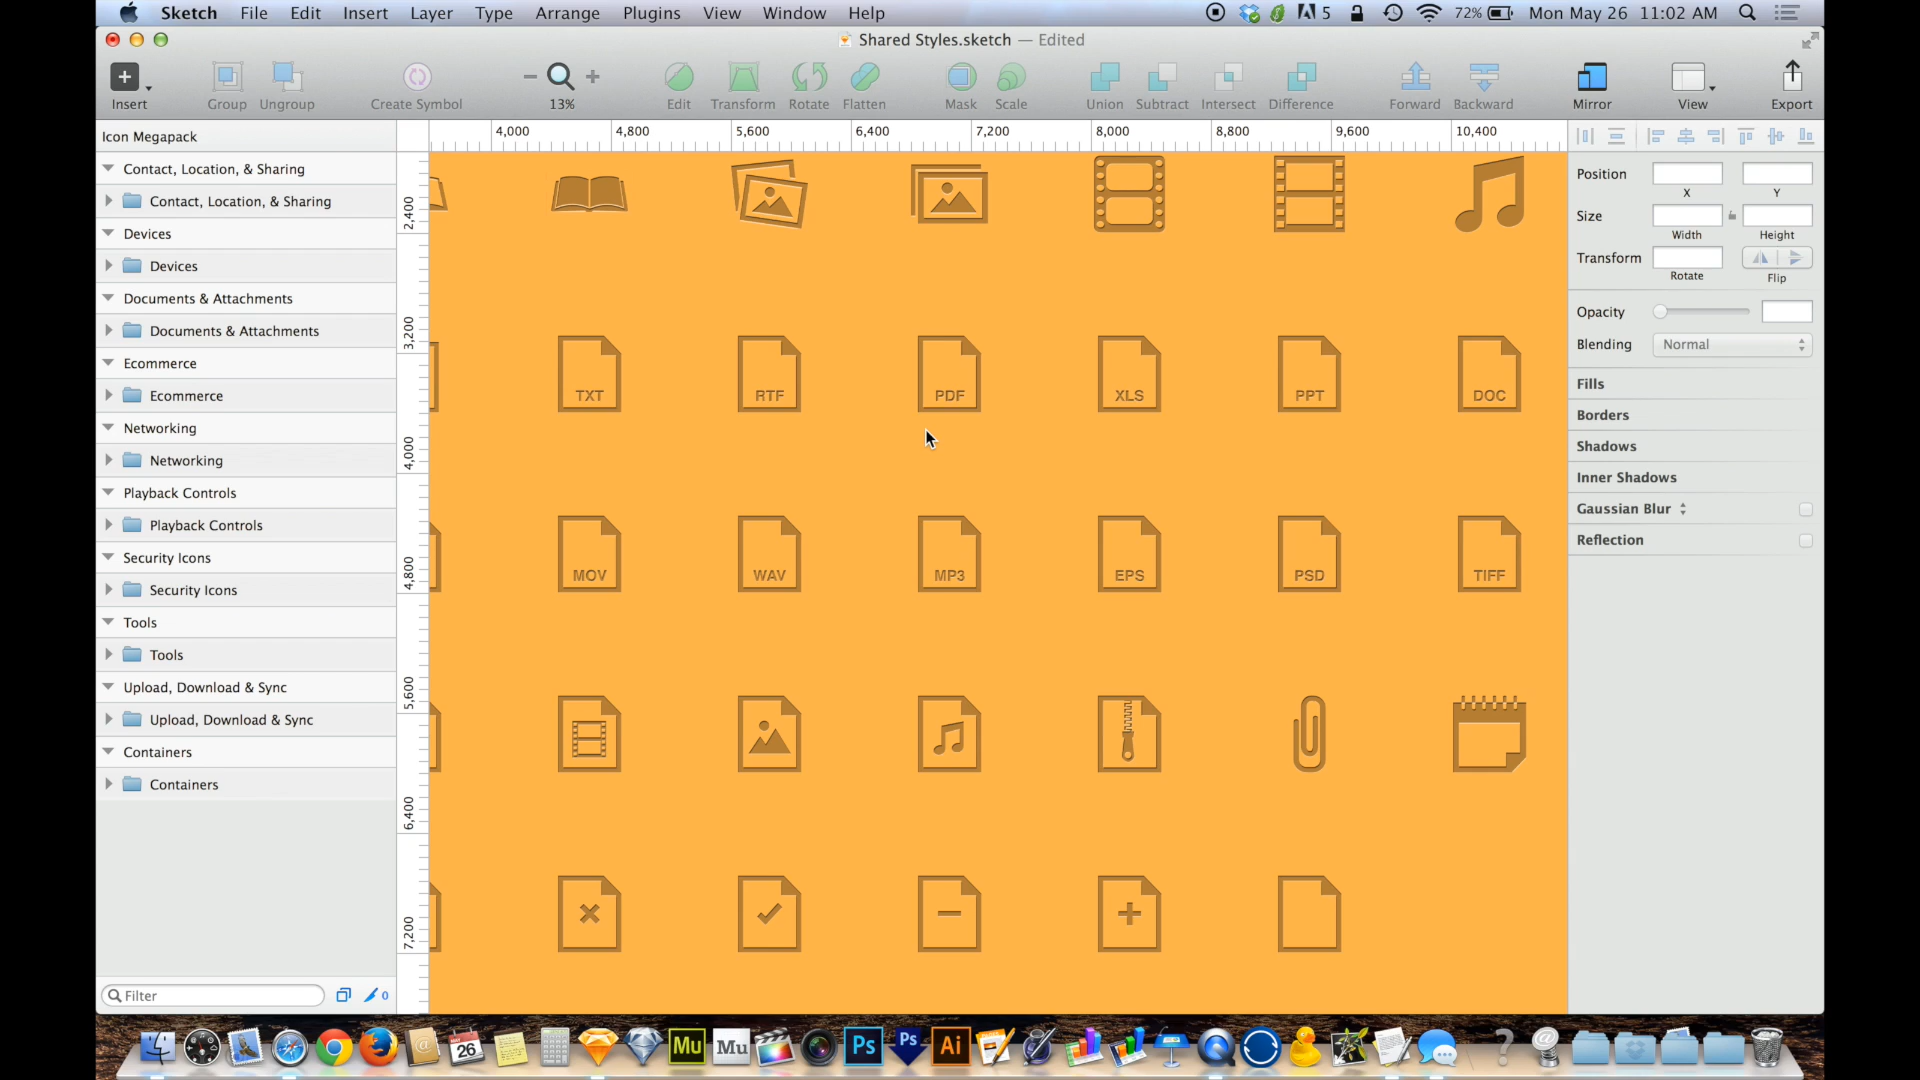 Sketch File Edit Insert Layer Type Arrange Plugins View Window Help 5 72% Mon May 26 11:02 AM
Shared Styles.sketch — Edited
Insert Group Ungroup Create Symbol 13% Edit Transform Rotate Flatten Mask Scale Union Subtract Intersect Difference Forward Backward Mirror View Export
Icon Megapack
4,000 4,800 5,600 6,400 7,200 8,000 8,800 9,600 10,400
Contact, Location, & Sharing
Contact, Location, & Sharing
Devices
Devices
Documents & Attachments
Documents & Attachments
Ecommerce
Ecommerce
Networking
Networking
Playback Controls
Playback Controls
Security Icons
Security Icons
Tools
Tools
Upload, Download & Sync
Upload, Download & Sync
Containers
Containers
Filter
0
2,400
3,200
4,000
4,800
5,600
6,400
7,200
TXT RTF PDF XLS PPT DOC
MOV WAV MP3 EPS PSD TIFF
Position
X Y
Size
Width Height
Transform
Rotate Flip
Opacity
Blending Normal
Fills
Borders
Shadows
Inner Shadows
Gaussian Blur
Reflection
26 Mu Mu Ps Ps Ai